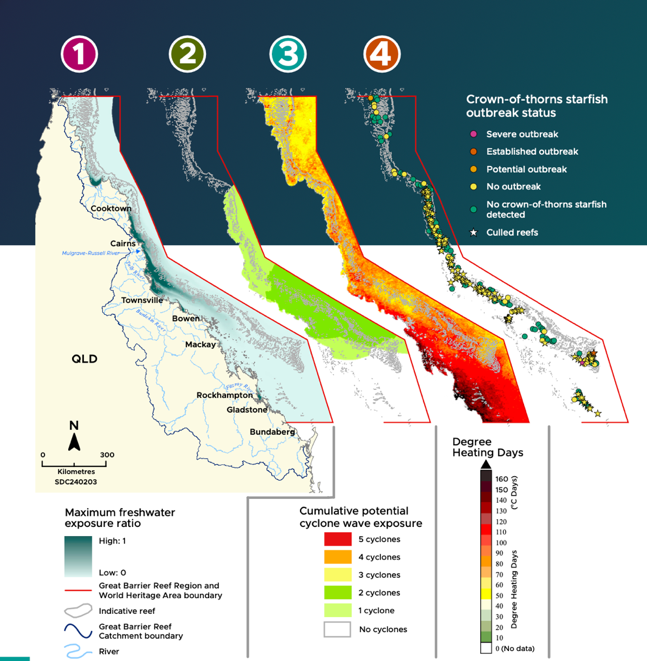 1
2
3
4
Crown-of-thorns starfish
outbreak status
Severe outbreak
Established outbreak
Potential outbreak
No outbreak
No crown-of-thorns starfish
detected
Culled reefs
Cooktown
Cairns
Mulgrave-Russell River
Townsville
Bowen
Mackay
QLD
Rockhampton
Gladstone
Bundaberg
N
0 300
Kilometres
SDC240203
Maximum freshwater
exposure ratio
High: 1
Low: 0
Great Barrier Reef Region and
World Heritage Area boundary
Indicative reef
Great Barrier Reef
Catchment boundary
River
Cumulative potential
cyclone wave exposure
5 cyclones
4 cyclones
3 cyclones
2 cyclones
1 cyclone
No cyclones
Degree
Heating Days
160
150
140
130
120
110
100
90
80
70
60
50
40
30
20
10
0 (No data)
(°C Days)
Degree Heating Days